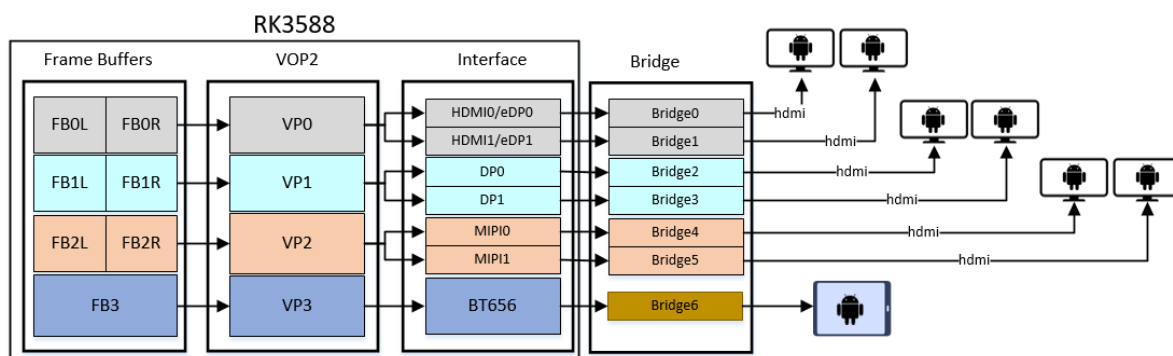 RK3588
Frame Buffers VOP2 Interface Bridge
FB0L FB0R VP0 HDMI0/eDP0 Bridge0 hdmi
HDMI1/eDP1 Bridge1 hdmi
FB1L FB1R VP1 DP0 Bridge2 hdmi
DP1 Bridge3 hdmi
FB2L FB2R VP2 MIPI0 Bridge4 hdmi
MIPI1 Bridge5 hdmi
FB3 VP3 BT656 Bridge6